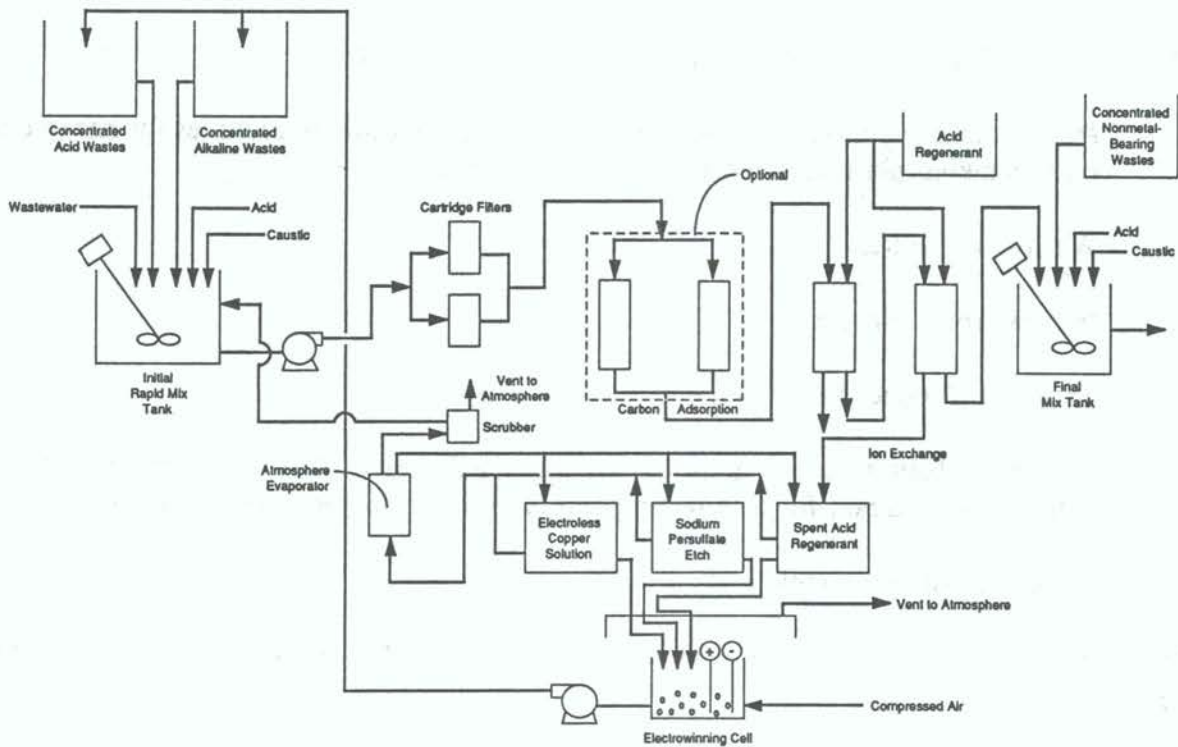 Concentrated
Acid Wastes
Concentrated
Alkaline Wastes
Acid
Regenerant
Concentrated
Nonmetal-
Bearing
Wastes
Optional
Wastewater
Acid
Caustic
Cartridge Filters
Acid
Caustic
Initial
Rapid Mix
Tank
Vent to
Atmosphere
Scrubber
Carbon Adsorption
Final
Mix Tank
Ion Exchange
Atmosphere
Evaporator
Electroless
Copper
Solution
Sodium
Persulfate
Etch
Spent Acid
Regenerant
Vent to Atmosphere
+ -
Compressed Air
Electrowinning Cell